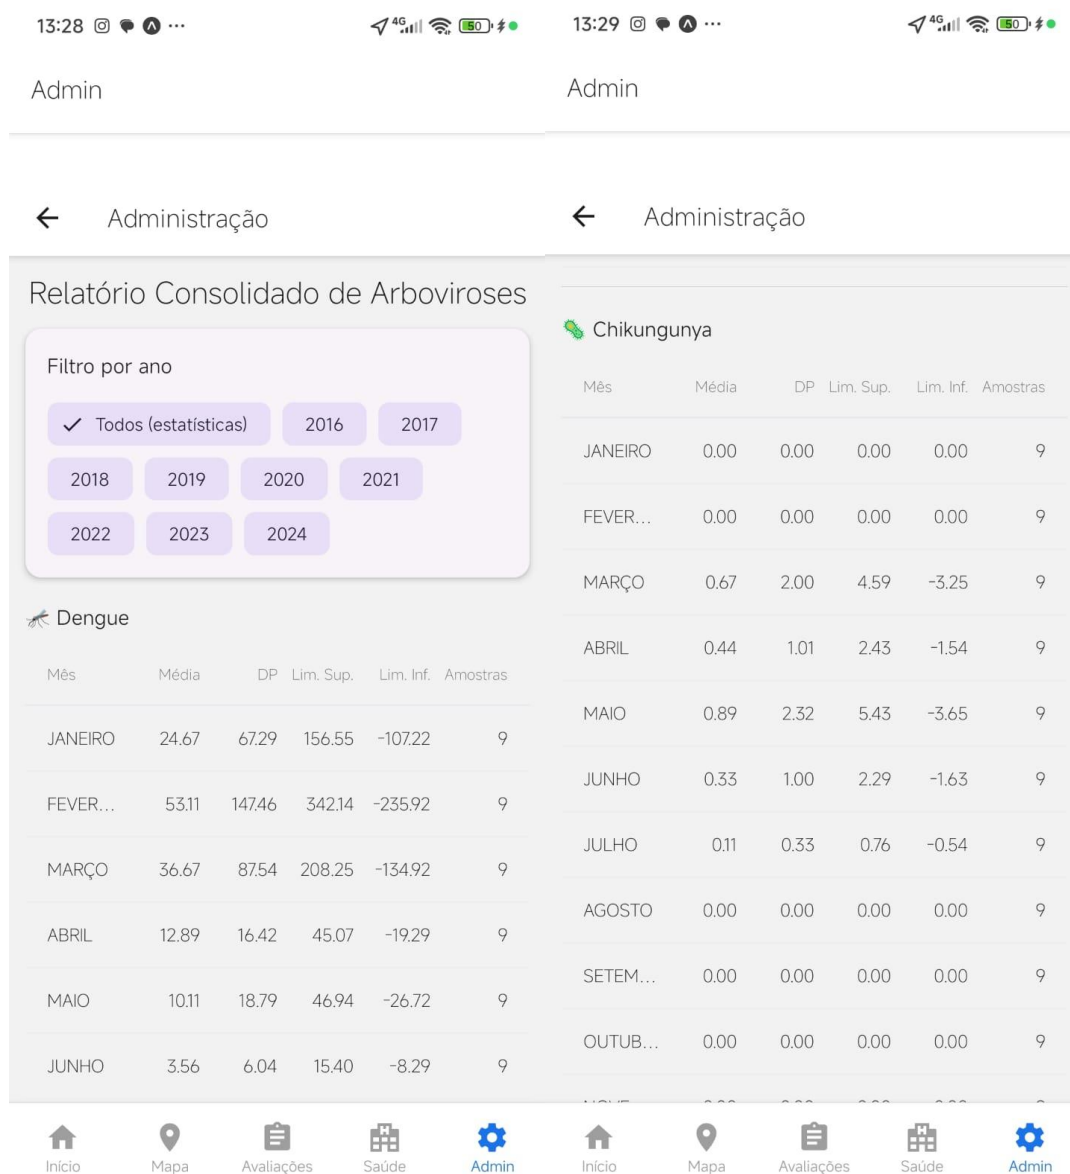 13:28 ... 4G 50
Admin
Administração
Relatório Consolidado de Arboviroses
Filtro por ano
Todos (estatísticas) 2016 2017
2018 2019 2020 2021
2022 2023 2024
Dengue
Mês Média DP Lim. Sup. Lim. Inf. Amostras
JANEIRO 24.67 67.29 156.55 -107.22 9
FEVER... 53.11 147.46 342.14 -235.92 9
MARÇO 36.67 87.54 208.25 -134.92 9
ABRIL 12.89 16.42 45.07 -19.29 9
MAIO 10.11 18.79 46.94 -26.72 9
JUNHO 3.56 6.04 15.40 -8.29 9
Início Mapa Avaliações Saúde Admin
13:29 ... 4G 50
Admin
Administração
Chikungunya
Mês Média DP Lim. Sup. Lim. Inf. Amostras
JANEIRO 0.00 0.00 0.00 0.00 9
FEVER... 0.00 0.00 0.00 0.00 9
MARÇO 0.67 2.00 4.59 -3.25 9
ABRIL 0.44 1.01 2.43 -1.54 9
MAIO 0.89 2.32 5.43 -3.65 9
JUNHO 0.33 1.00 2.29 -1.63 9
JULHO 0.11 0.33 0.76 -0.54 9
AGOSTO 0.00 0.00 0.00 0.00 9
SETEM... 0.00 0.00 0.00 0.00 9
OUTUB... 0.00 0.00 0.00 0.00 9
Início Mapa Avaliações Saúde Admin